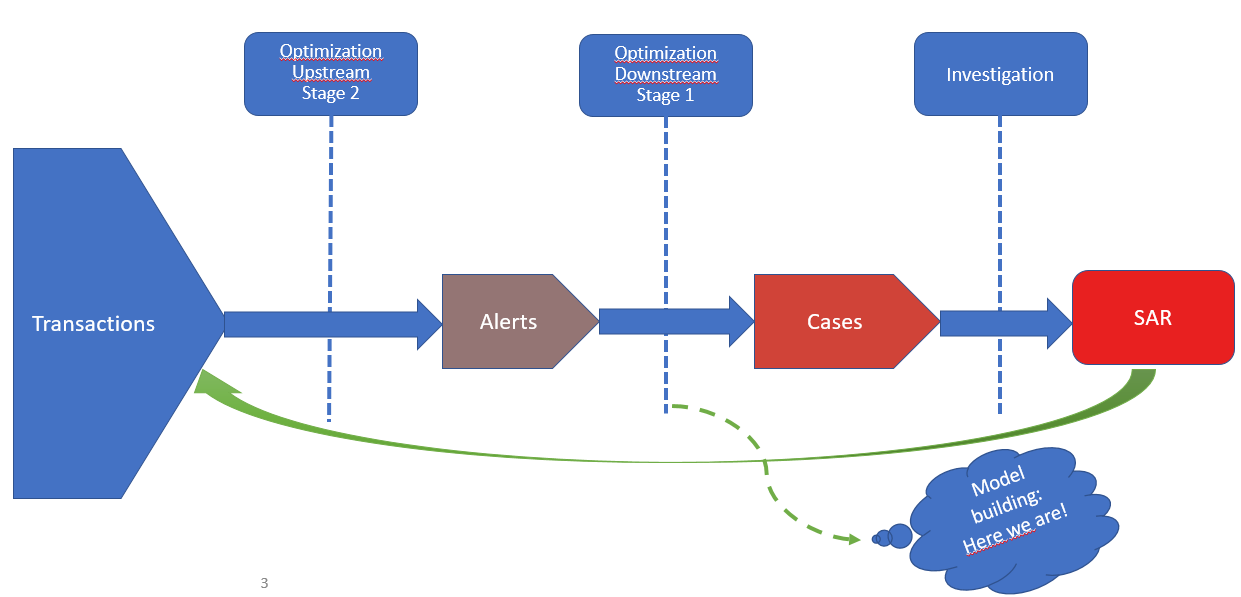 Optimization
Upstream
Stage 2
Optimization
Downstream
Stage 1
Investigation
Transactions
Alerts
Cases
SAR
Model
building:
Here we are!
3